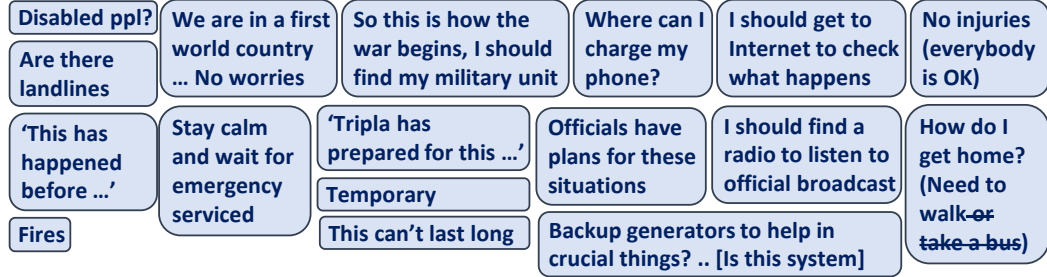 Disabled ppl?
Are there
landlines
We are in a first
world country
… No worries
So this is how the
war begins, I should
find my military unit
Where can I
charge my
phone?
I should get to
Internet to check
what happens
No injuries
(everybody
is OK)
‘This has
happened
before …’
Fires
Stay calm
and wait for
emergency
serviced
‘Tripla has
prepared for this …’
Temporary
This can’t last long
Officials have
plans for these
situations
I should find a
radio to listen to
official broadcast
Backup generators to help in
crucial things? .. [Is this system]
How do I
get home?
(Need to
walk or
take a bus)